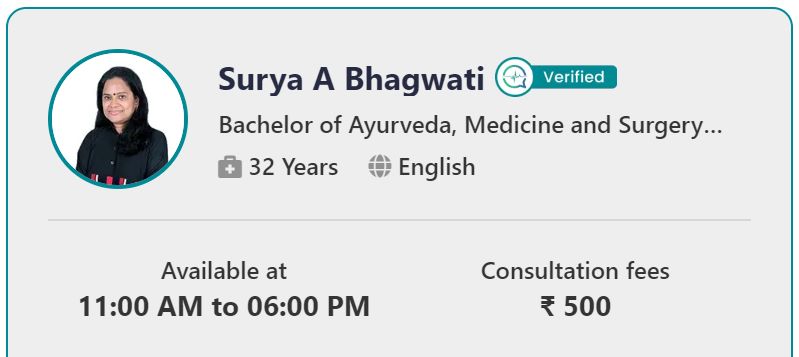 Surya A Bhagwati Verified
Bachelor of Ayurveda, Medicine and Surgery...
32 Years English
Available at Consultation fees
11:00 AM to 06:00 PM ₹ 500